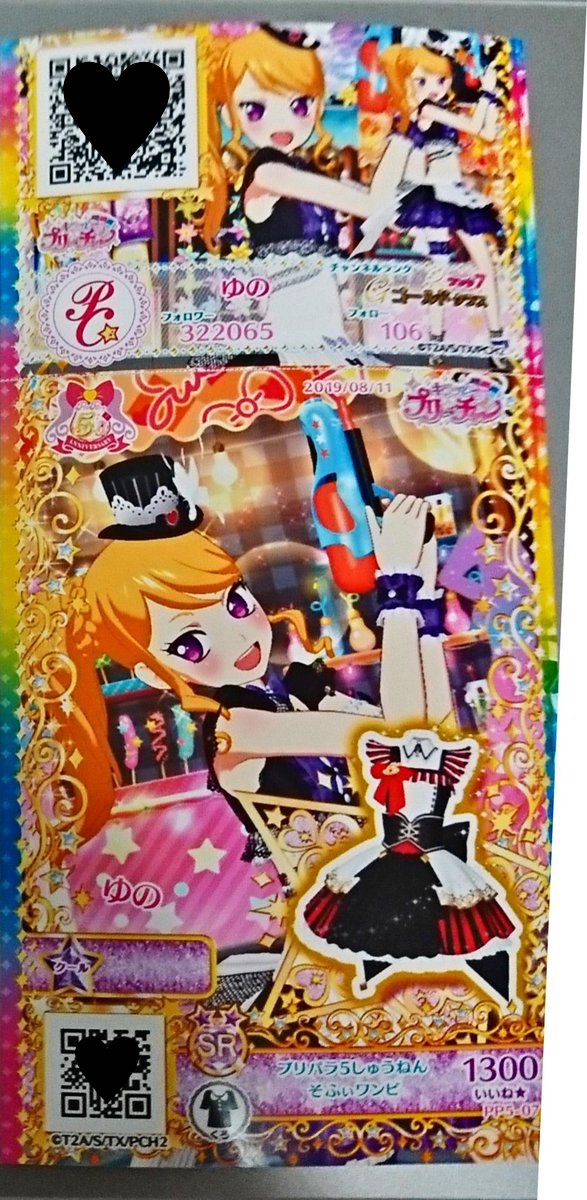 プリ☆チャン
ゆの
チャンネルランク
ゴールドクラス
フォロワー
322065
フォロー
106
©T2A/S/TX/PCH2
2019/08/11
プリ☆チャン
5th
ANNIVERSARY
ゆの
クール
SR
プリパラ5しゅうねん
そふぃワンピ
1300
いいね★
くろ
PP5-07
©T2A/S/TX/PCH2